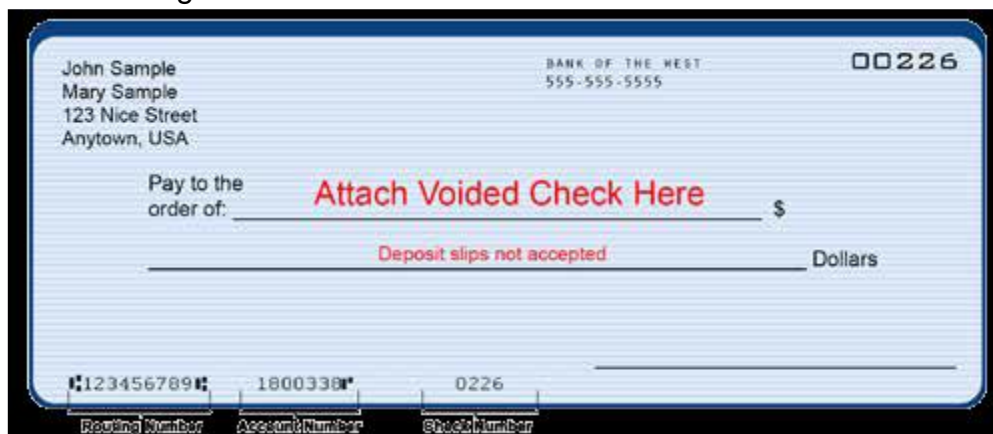 John Sample
Mary Sample
123 Nice Street
Anytown, USA
BANK OF THE WEST
555-555-5555
00226
Pay to the
order of:
Attach Voided Check Here
$
Deposit slips not accepted
Dollars
⑆123456789⑆ 1800338⑈ 0226
Routing Number Account Number Check Number